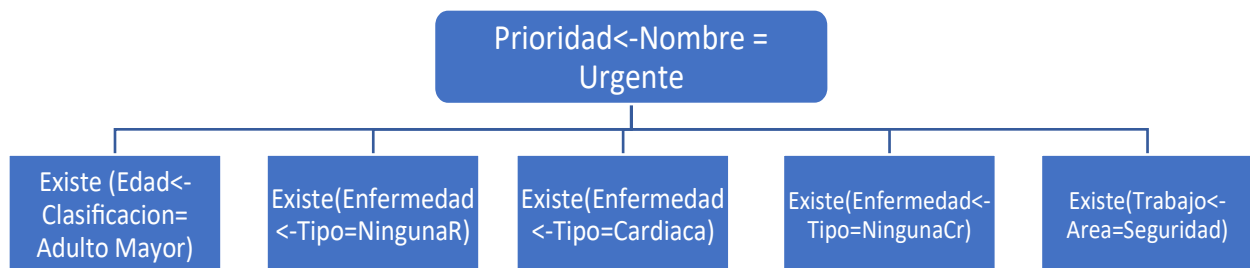 Prioridad<-Nombre =
Urgente
Existe (Edad<-
Clasificacion=
Adulto Mayor)
Existe(Enfermedad
<-Tipo=NingunaR)
Existe(Enfermedad
<-Tipo=Cardiaca)
Existe(Enfermedad<-
Tipo=NingunaCr)
Existe(Trabajo<-
Area=Seguridad)